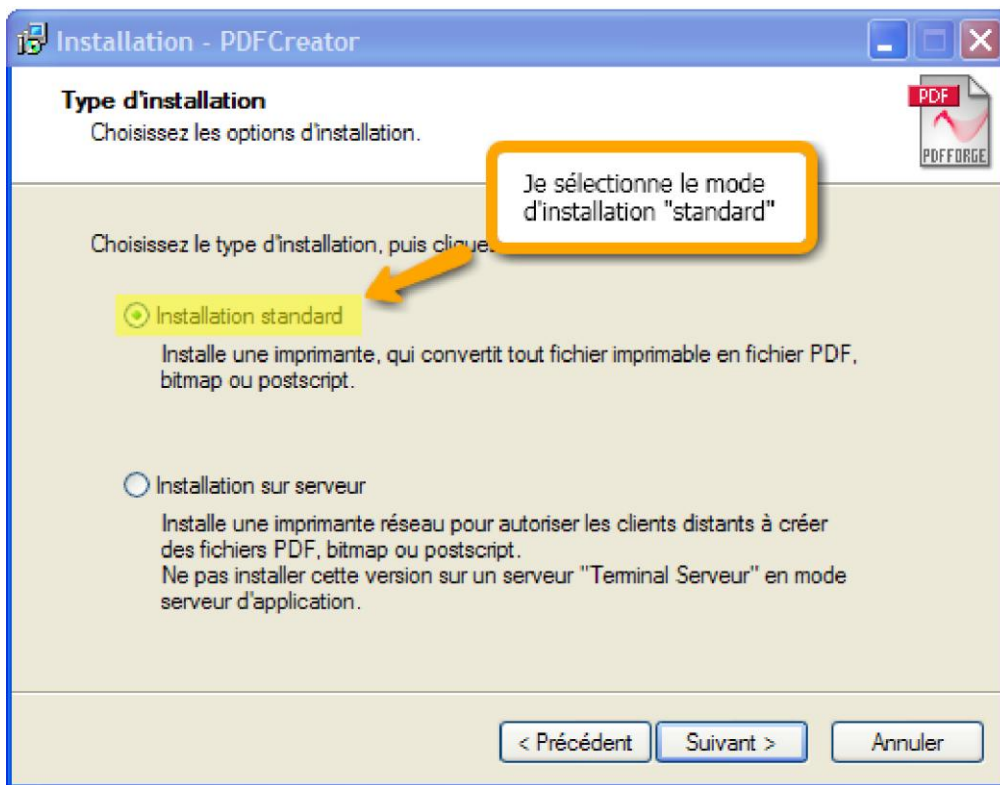 Installation - PDFCreator
Type d'installation
Choisissez les options d'installation.
PDF
PDFFORGE
Je sélectionne le mode
d'installation "standard"
Choisissez le type d'installation, puis
Installation standard
Installe une imprimante, qui convertit tout fichier imprimable en fichier PDF,
bitmap ou postscript.
Installation sur serveur
Installe une imprimante réseau pour autoriser les clients distants à créer
des fichiers PDF, bitmap ou postscript.
Ne pas installer cette version sur un serveur "Terminal Serveur" en mode
serveur d'application.
< Précédent
Suivant >
Annuler